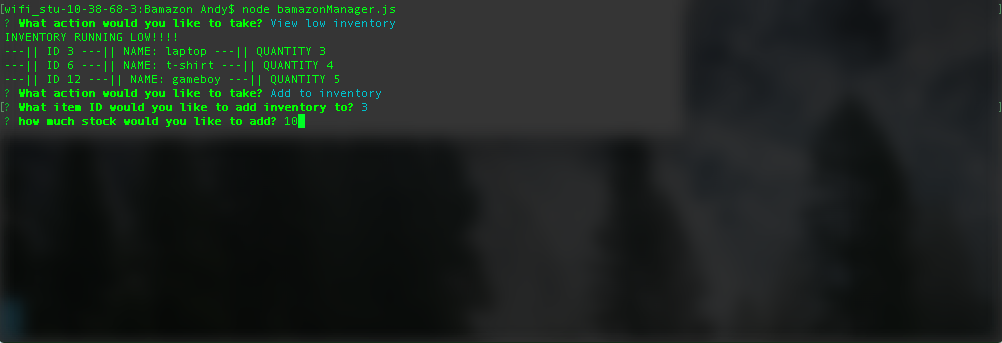 [wifi_stu-10-38-68-3:Bamazon Andy$ node bamazonManager.js ]
? What action would you like to take? View low inventory
INVENTORY RUNNING LOW!!!!
---|| ID 3 ---|| NAME: laptop ---|| QUANTITY 3
---|| ID 6 ---|| NAME: t-shirt ---|| QUANTITY 4
---|| ID 12 ---|| NAME: gameboy ---|| QUANTITY 5
? What action would you like to take? Add to inventory
[? What item ID would you like to add inventory to? 3 ]
? how much stock would you like to add? 10